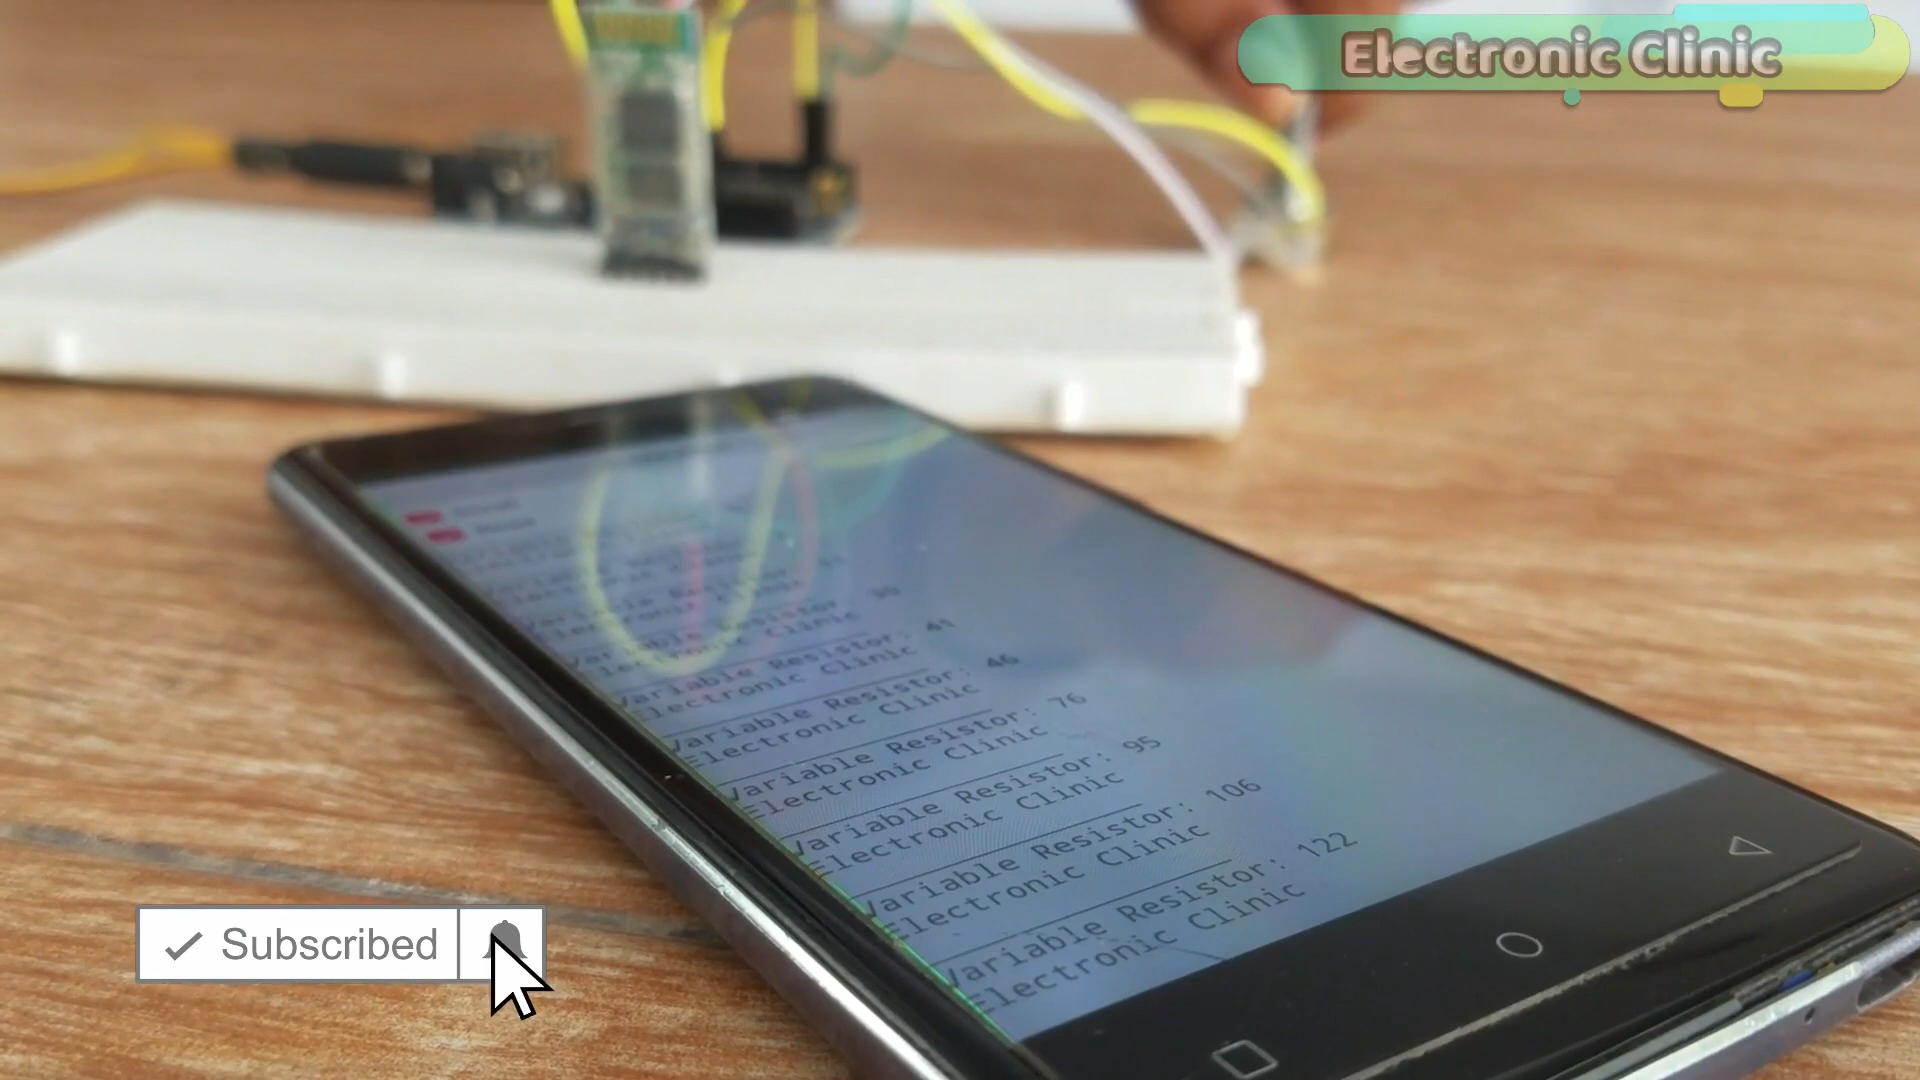 Electronic Clinic
Variable Resistor: 41
Electronic Clinic
Variable Resistor: 46
Electronic Clinic
Variable Resistor: 76
Electronic Clinic
Variable Resistor: 95
Electronic Clinic
Variable Resistor: 106
Electronic Clinic
Variable Resistor: 122
Electronic Clinic
Subscribed